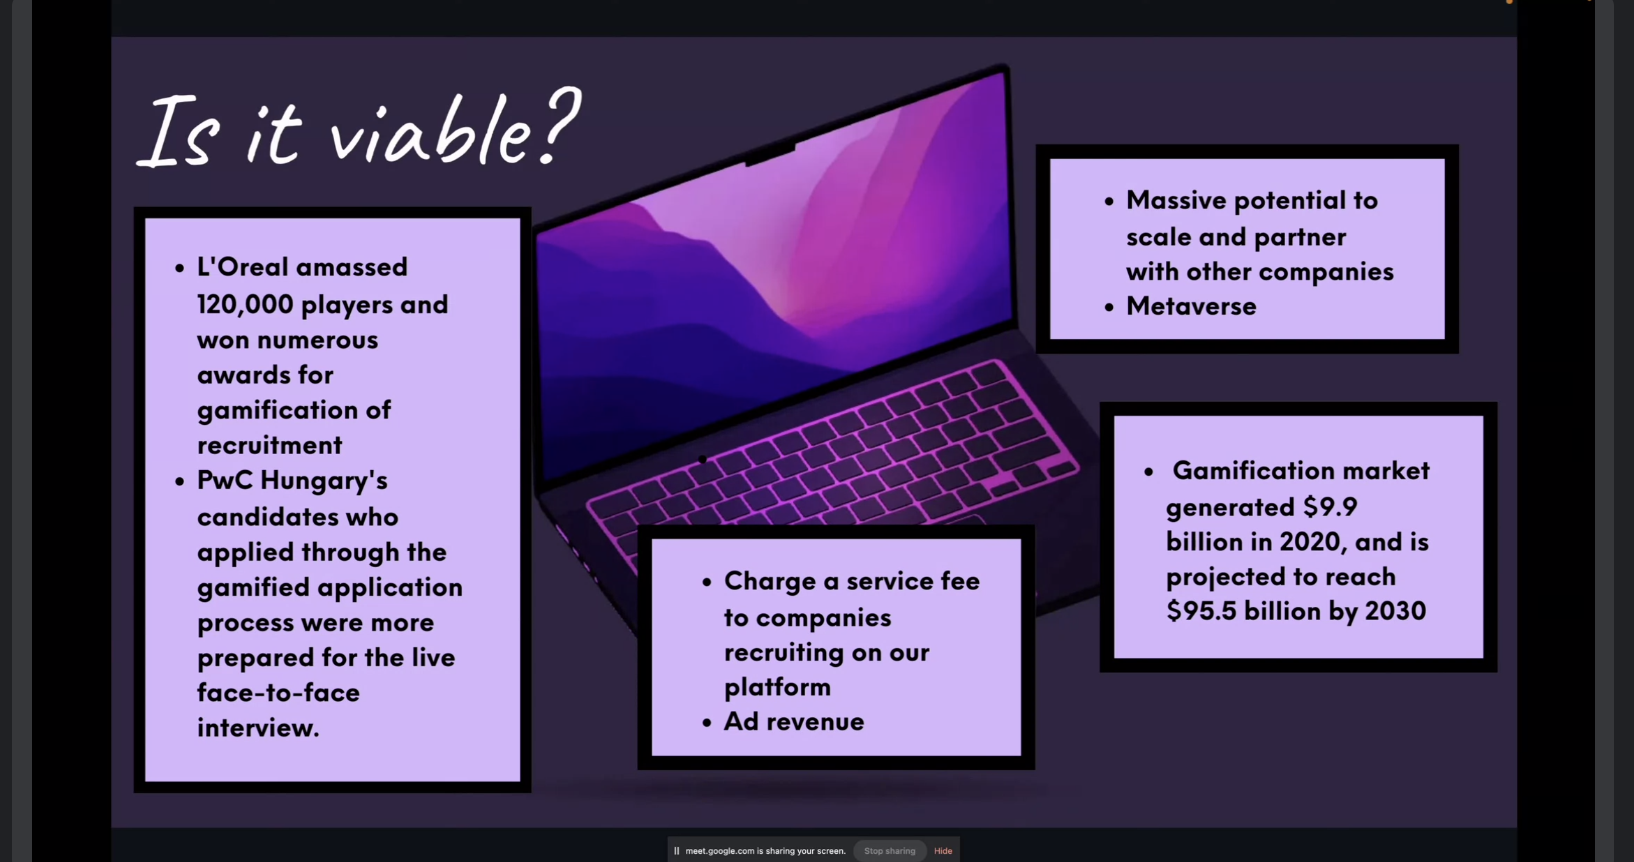 Is it viable?
• L'Oreal amassed
120,000 players and
won numerous
awards for
gamification of
recruitment
• PwC Hungary's
candidates who
applied through the
gamified application
process were more
prepared for the live
face-to-face
interview.
• Massive potential to
scale and partner
with other companies
• Metaverse
• Gamification market
generated $9.9
billion in 2020, and is
projected to reach
$95.5 billion by 2030
• Charge a service fee
to companies
recruiting on our
platform
• Ad revenue
meet.google.com is sharing your screen. Stop sharing Hide